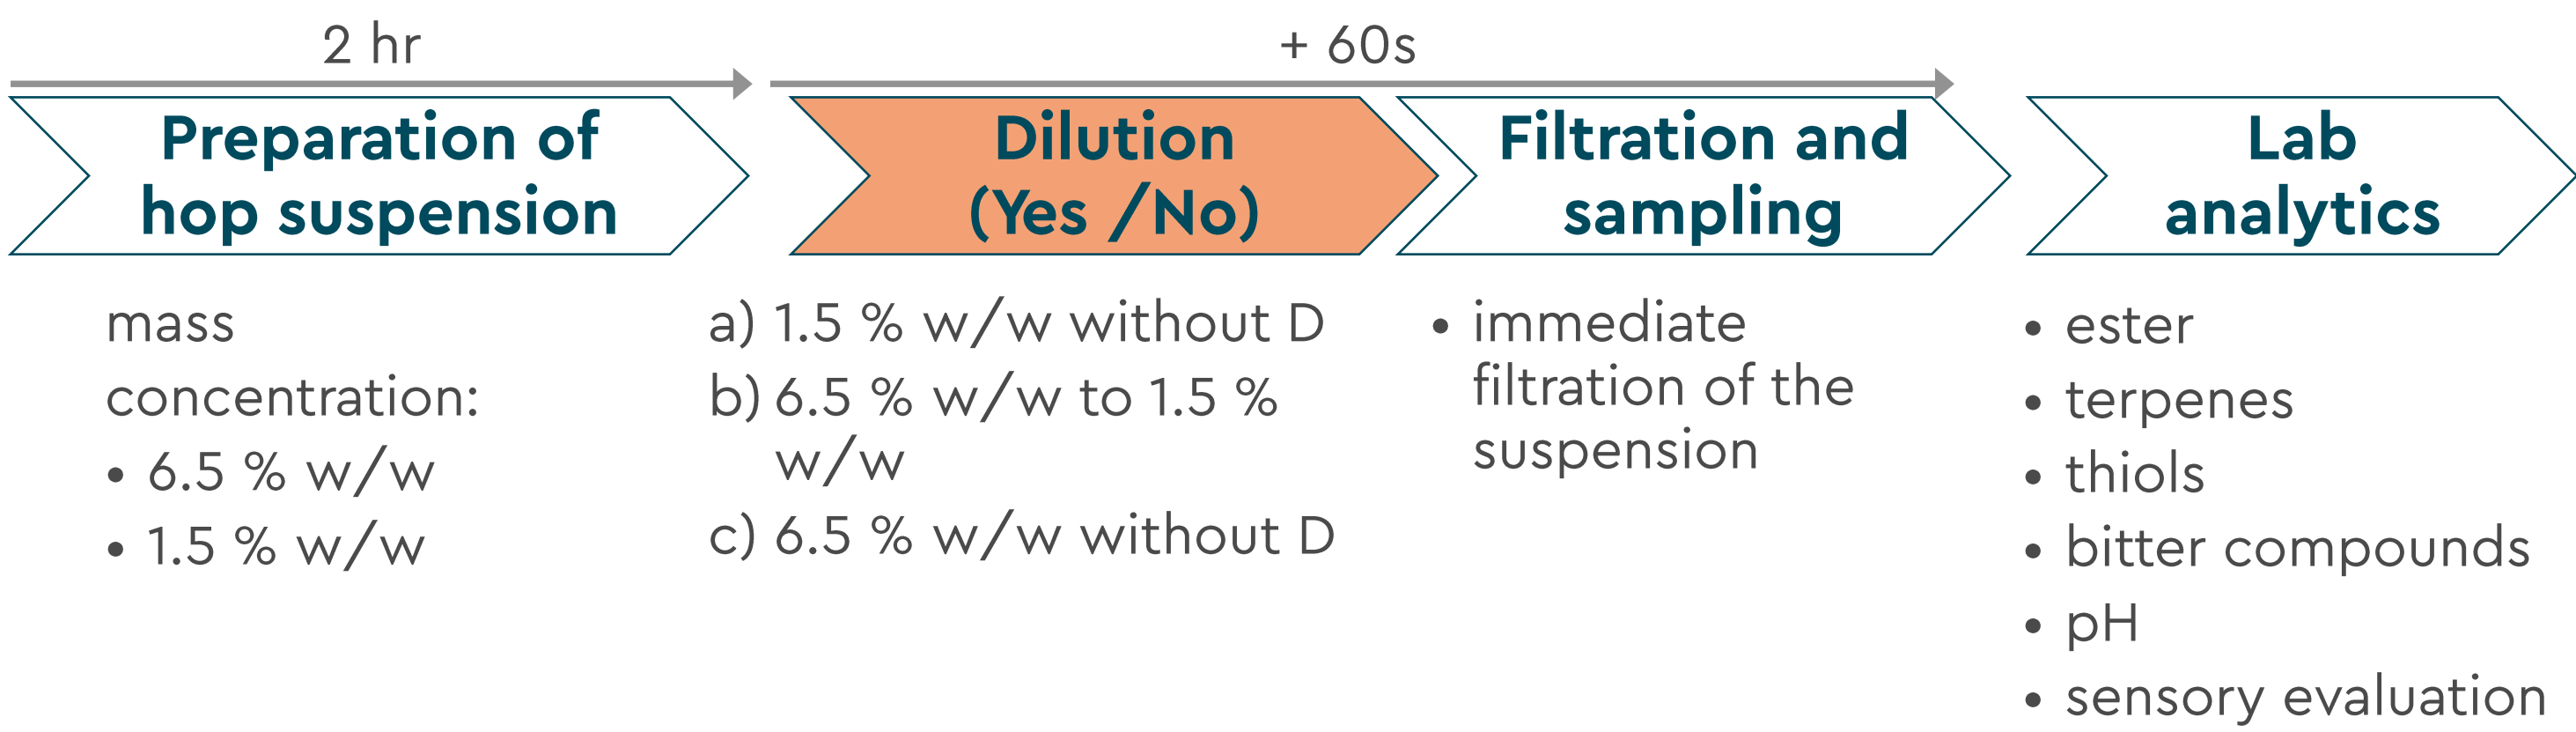 2 hr
+ 60s
Preparation of
hop suspension
Dilution
(Yes /No)
Filtration and
sampling
Lab
analytics
mass
concentration:
• 6.5 % w/w
• 1.5 % w/w
a) 1.5 % w/w without D
b) 6.5 % w/w to 1.5 %
w/w
c) 6.5 % w/w without D
• immediate
filtration of the
suspension
• ester
• terpenes
• thiols
• bitter compounds
• pH
• sensory evaluation